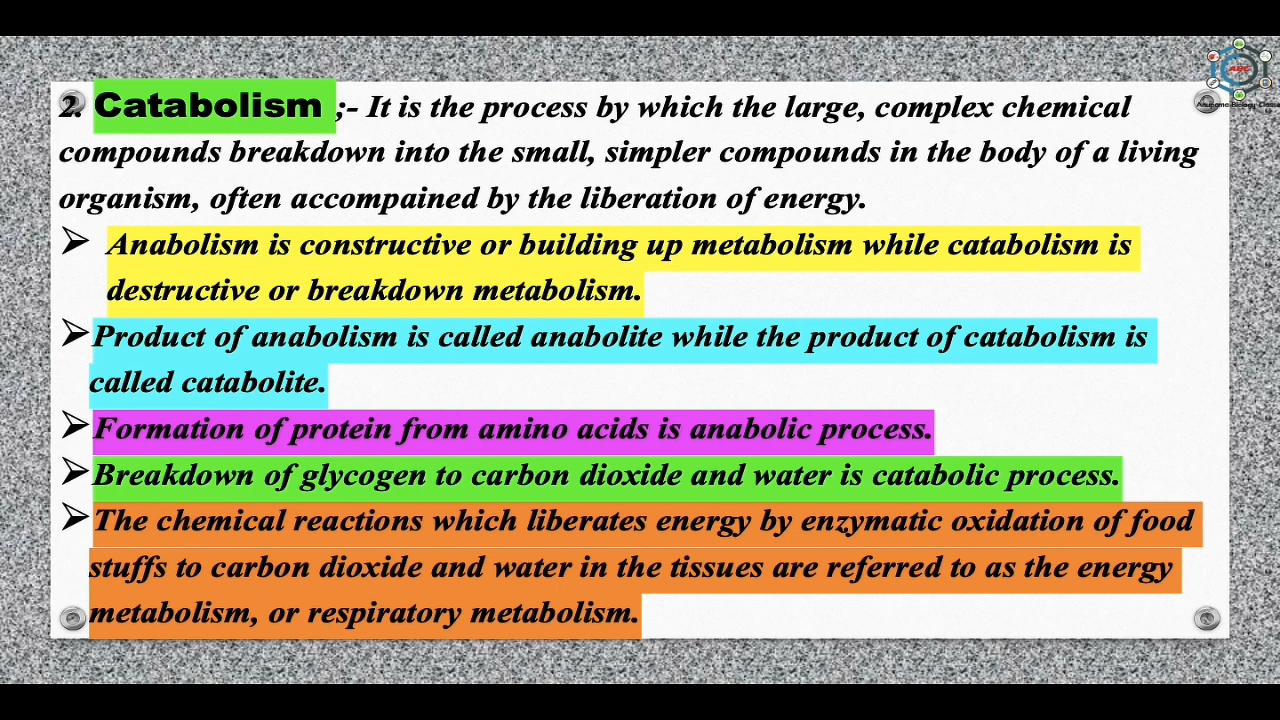 2. Catabolism ;- It is the process by which the large, complex chemical
compounds breakdown into the small, simpler compounds in the body of a living
organism, often accompained by the liberation of energy.
➢ Anabolism is constructive or building up metabolism while catabolism is
destructive or breakdown metabolism.
➢Product of anabolism is called anabolite while the product of catabolism is
called catabolite.
➢Formation of protein from amino acids is anabolic process.
➢Breakdown of glycogen to carbon dioxide and water is catabolic process.
➢The chemical reactions which liberates energy by enzymatic oxidation of food
stuffs to carbon dioxide and water in the tissues are referred to as the energy
metabolism, or respiratory metabolism.
ABC